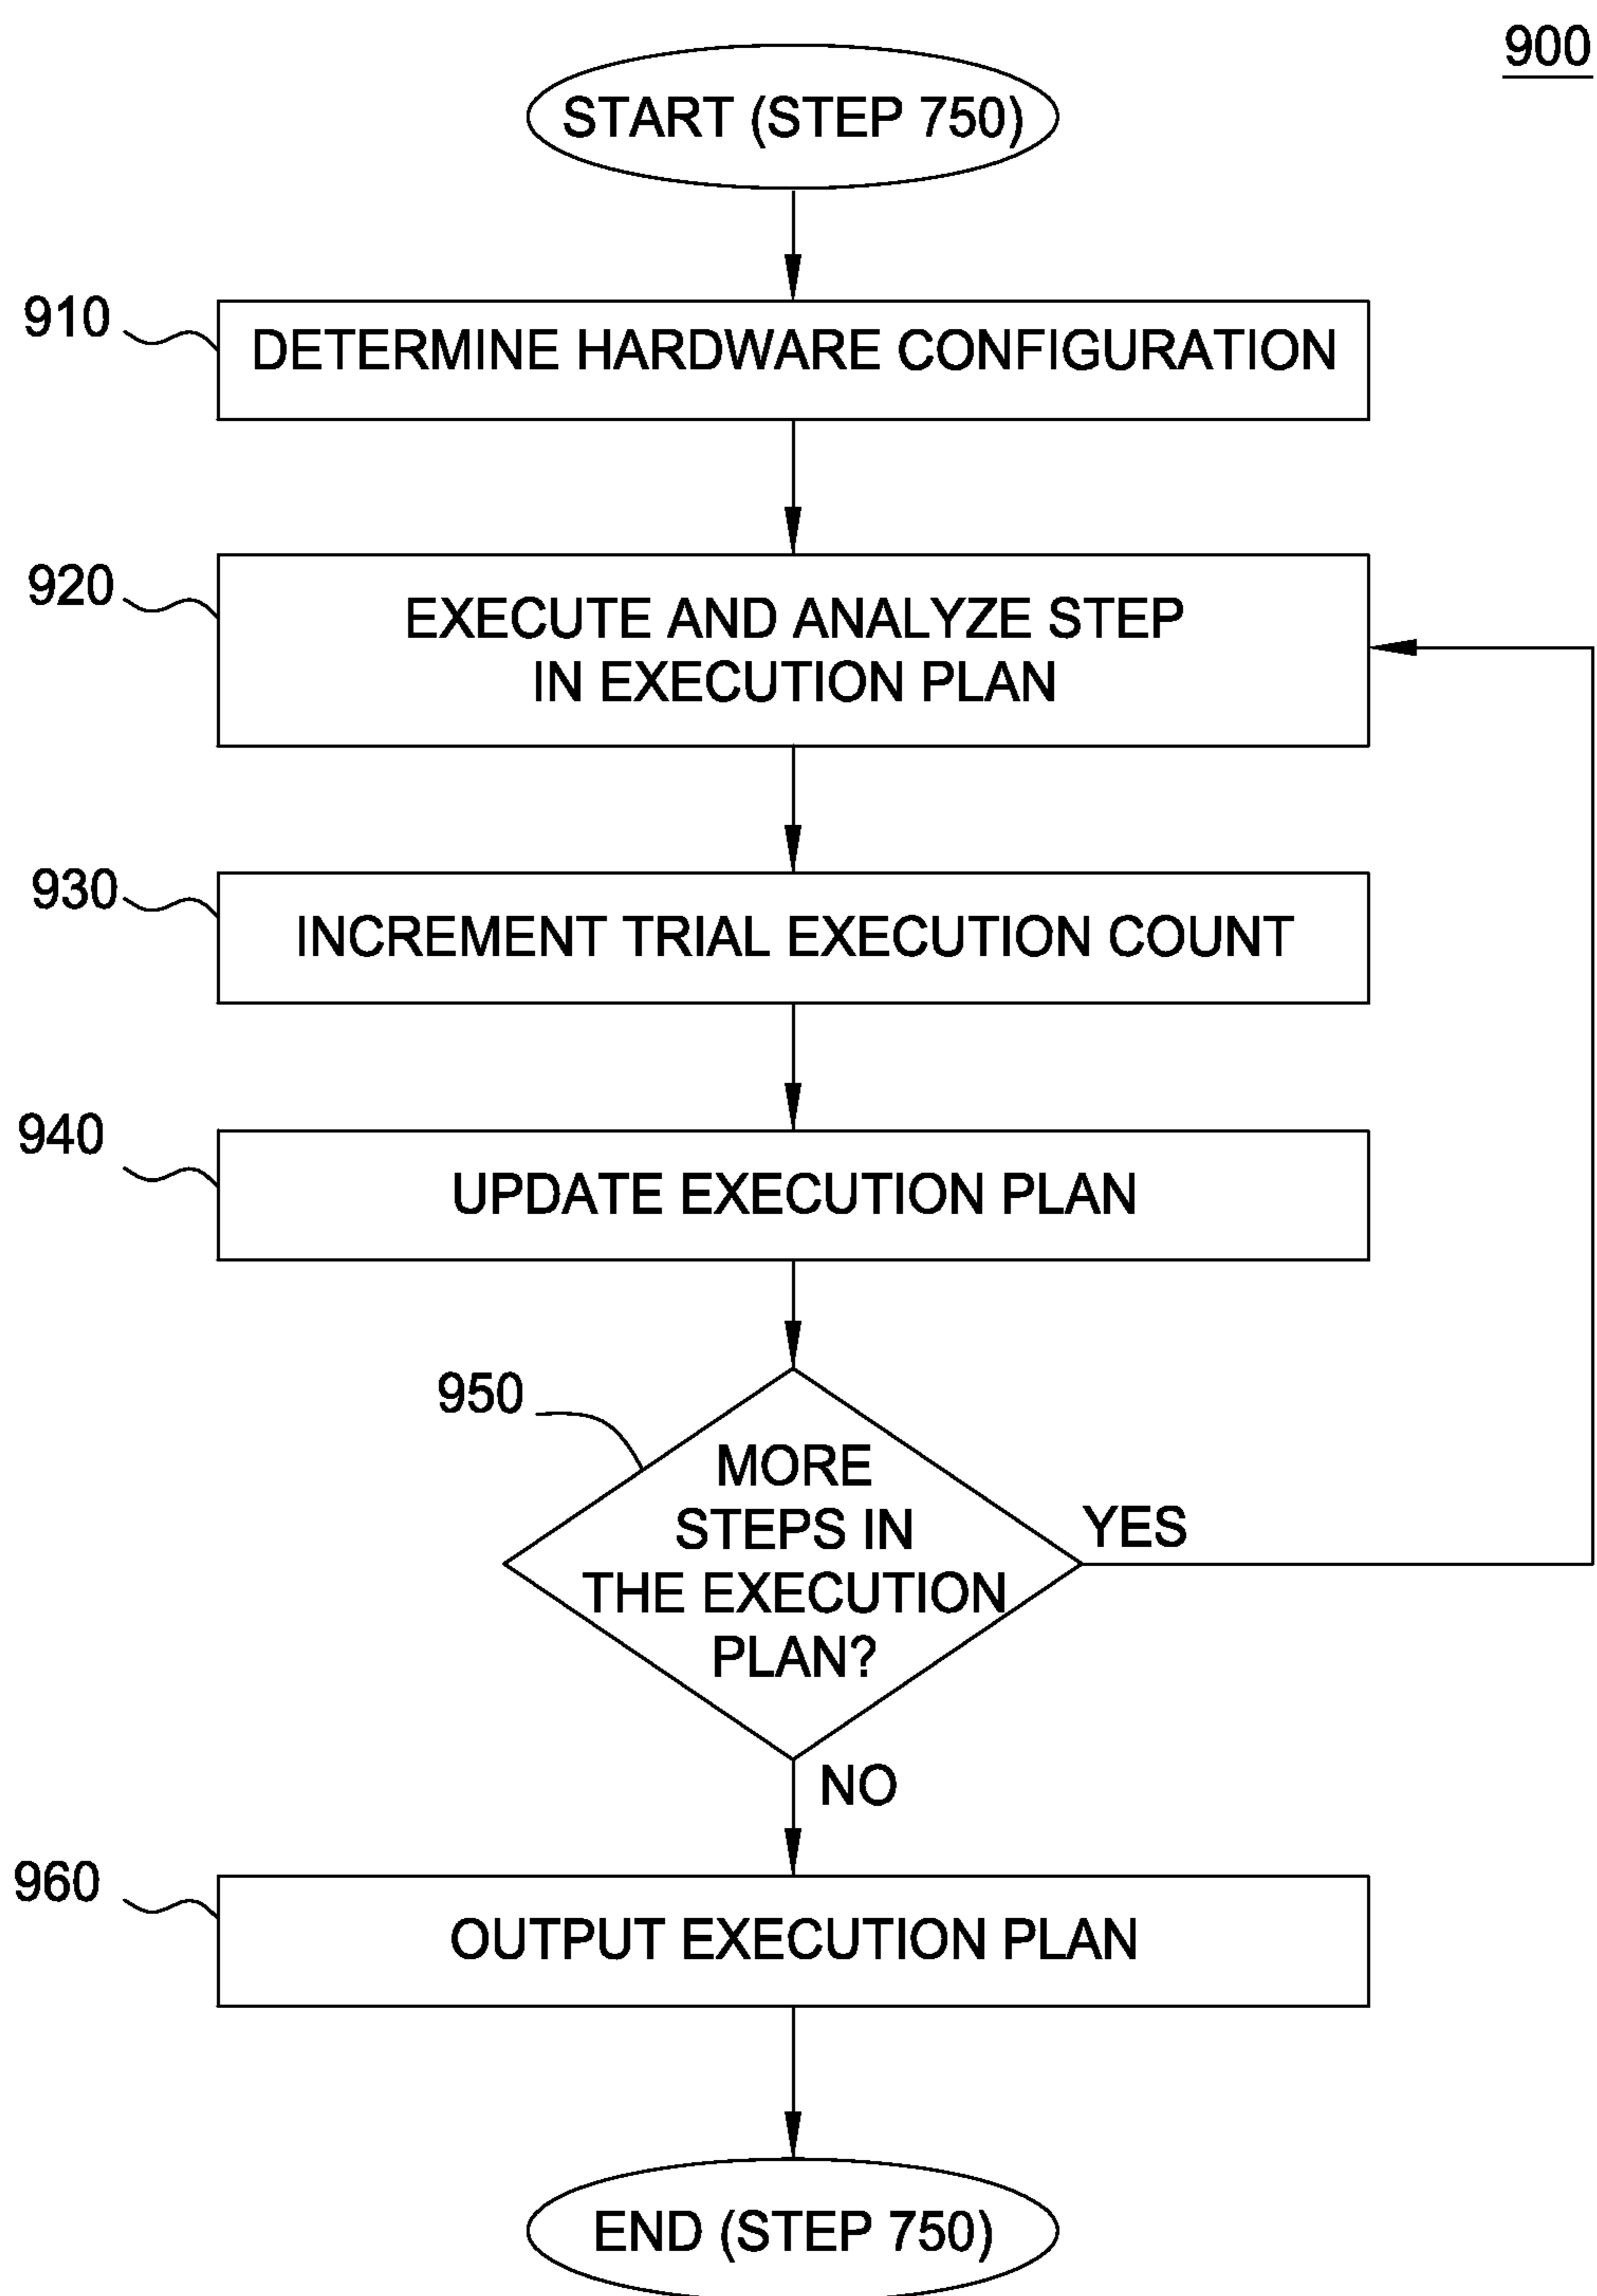 900
START (STEP 750)
910
DETERMINE HARDWARE CONFIGURATION
920
EXECUTE AND ANALYZE STEP
IN EXECUTION PLAN
930
INCREMENT TRIAL EXECUTION COUNT
940
UPDATE EXECUTION PLAN
950
MORE
STEPS IN
THE EXECUTION
PLAN?
YES
NO
960
OUTPUT EXECUTION PLAN
END (STEP 750)